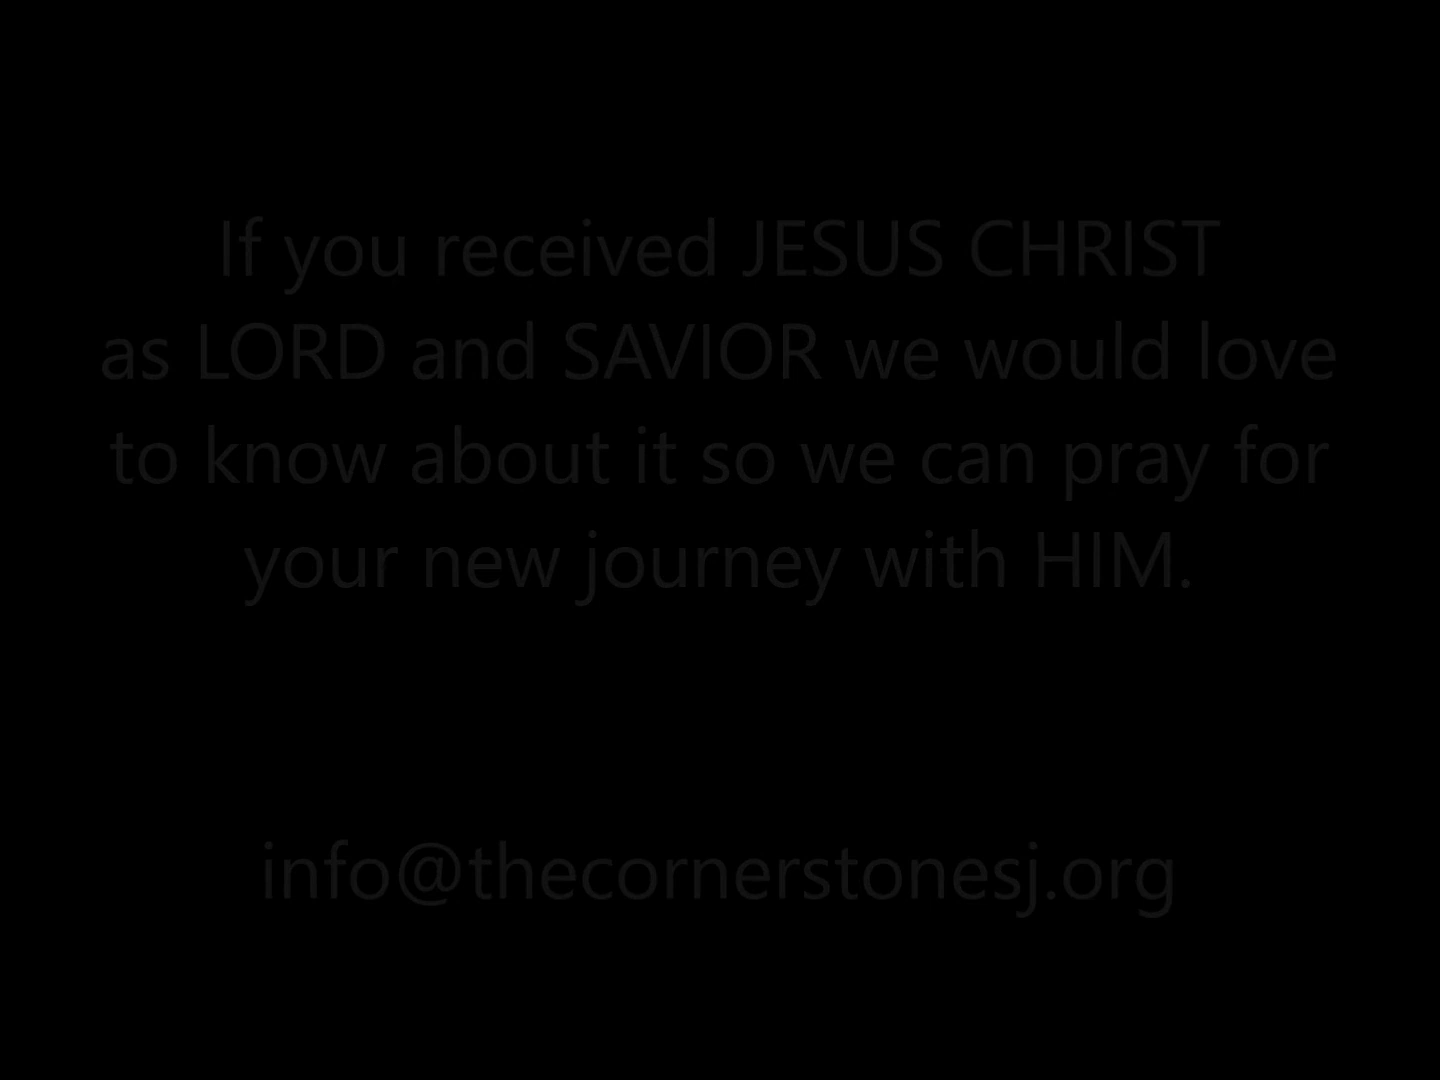 If you received JESUS CHRIST
as LORD and SAVIOR we would love
to know about it so we can pray for
your new journey with HIM.
info@thecornerstonesj.org